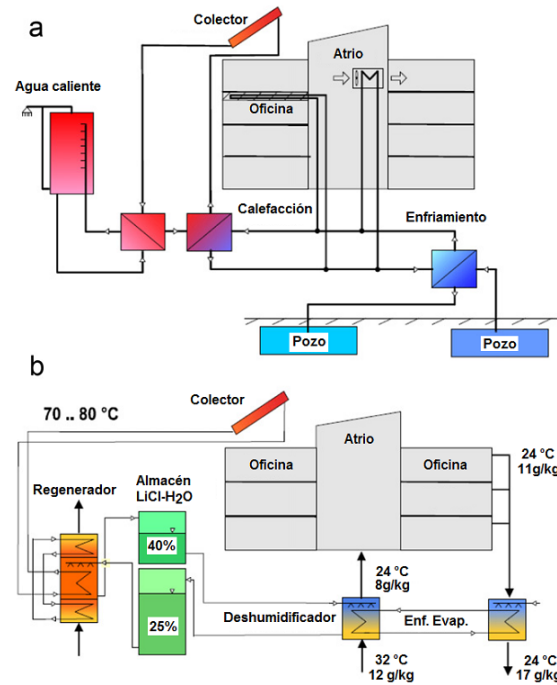 a
Colector
Atrio
Agua caliente
Oficina
Calefacción
Enfriamiento
Pozo
Pozo
b
Colector
70 .. 80 °C
Atrio
Almacén
LiCl-H2O
Regenerador
Oficina
Oficina
24 °C
11g/kg
40%
25%
24 °C
8g/kg
Deshumidificador
Enf. Evap.
32 °C
12 g/kg
24 °C
17 g/kg